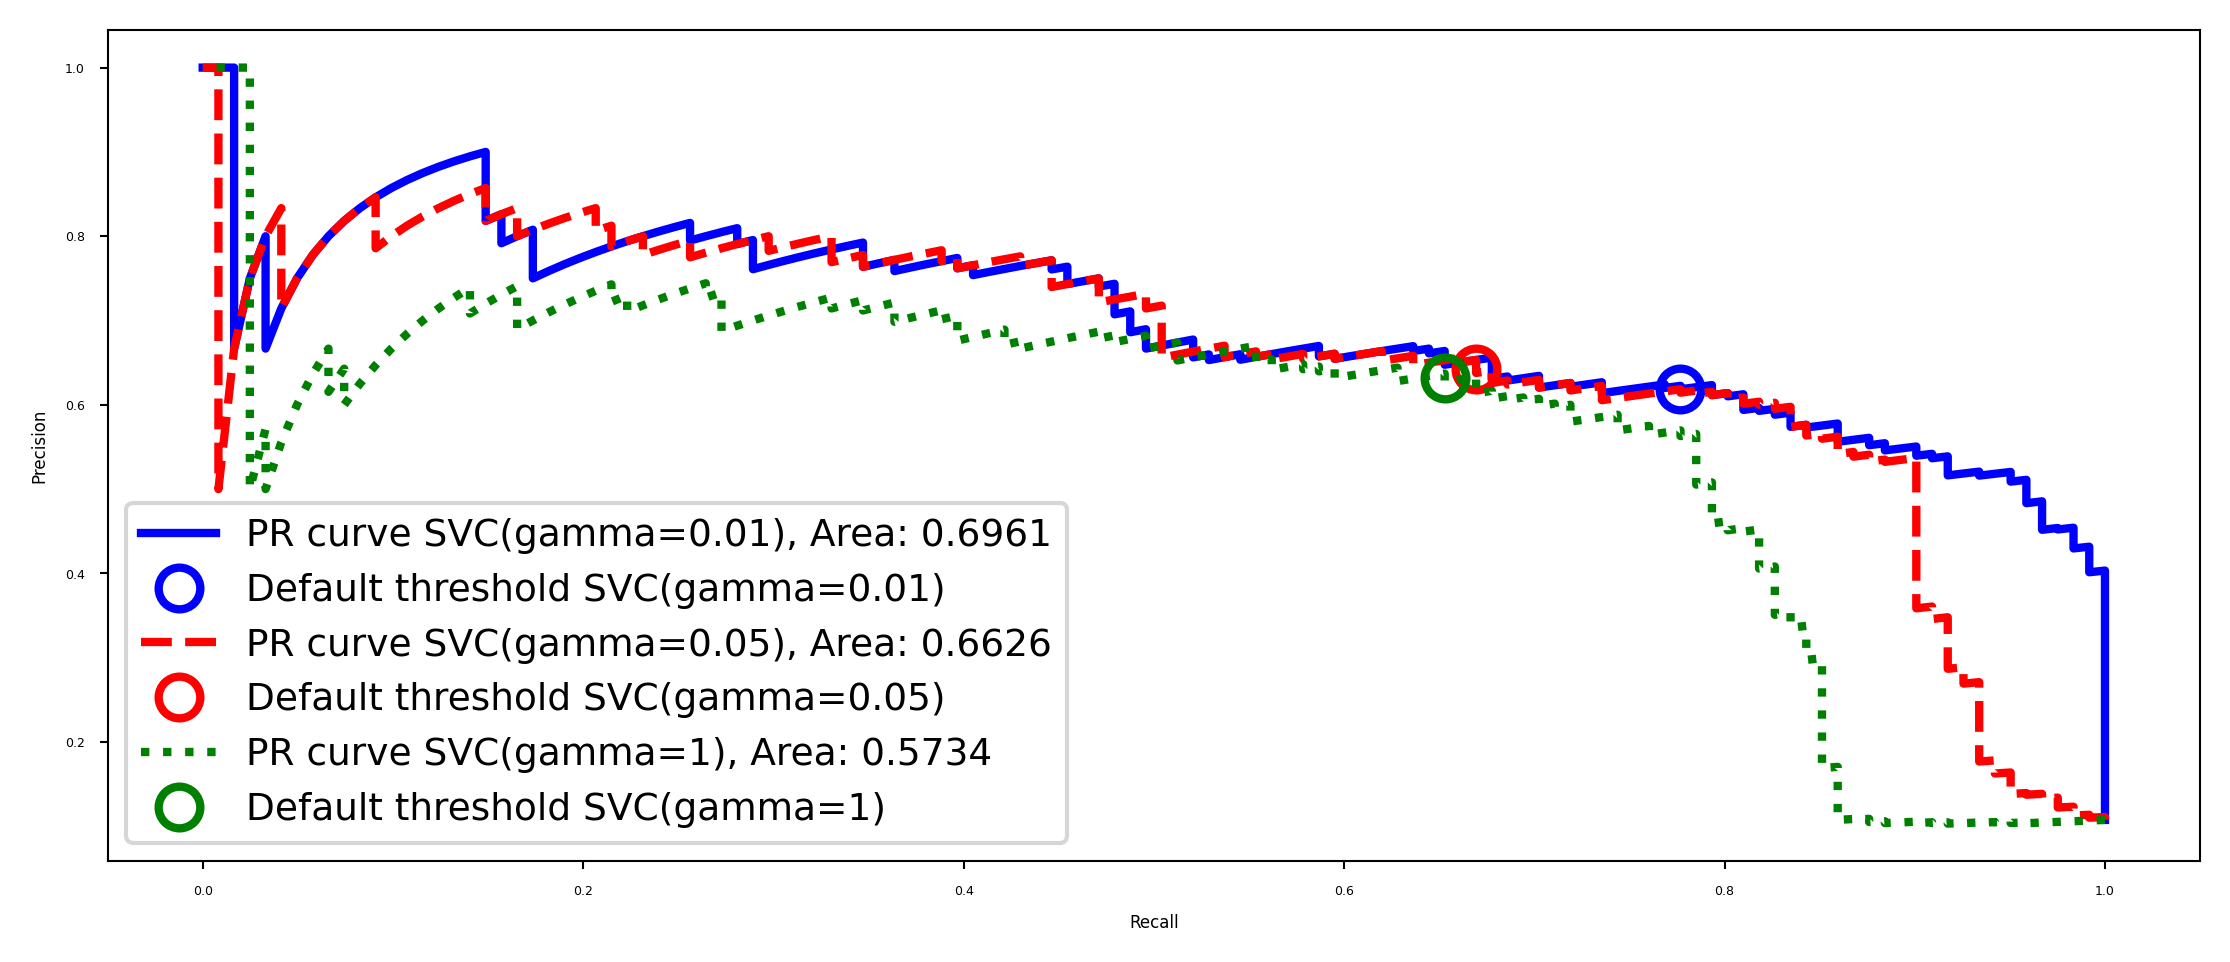 1.0
0.8
0.6
0.4
0.2
Precision
PR curve SVC(gamma=0.01), Area: 0.6961
Default threshold SVC(gamma=0.01)
PR curve SVC(gamma=0.05), Area: 0.6626
Default threshold SVC(gamma=0.05)
PR curve SVC(gamma=1), Area: 0.5734
Default threshold SVC(gamma=1)
0.0 0.2 0.4 0.6 0.8 1.0
Recall